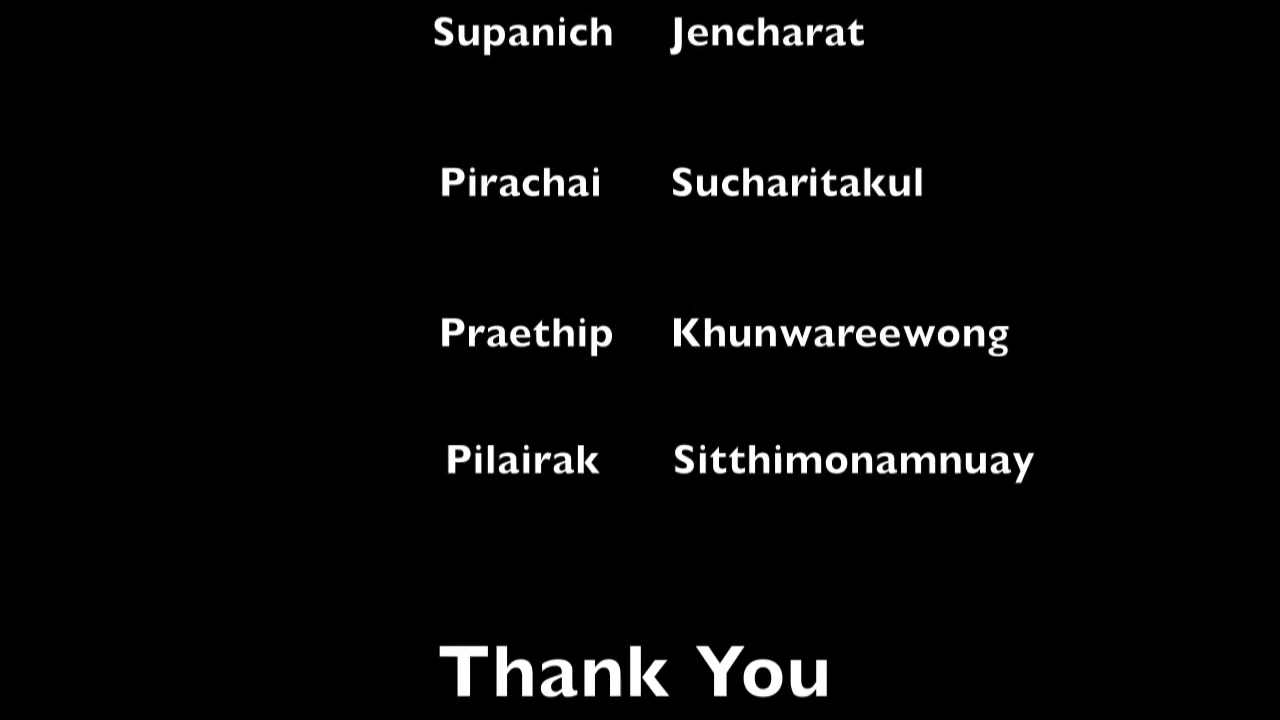 Supanich Jencharat
Pirachai Sucharitakul
Praethip Khunwareewong
Pilairak Sitthimonamnuay
Thank You